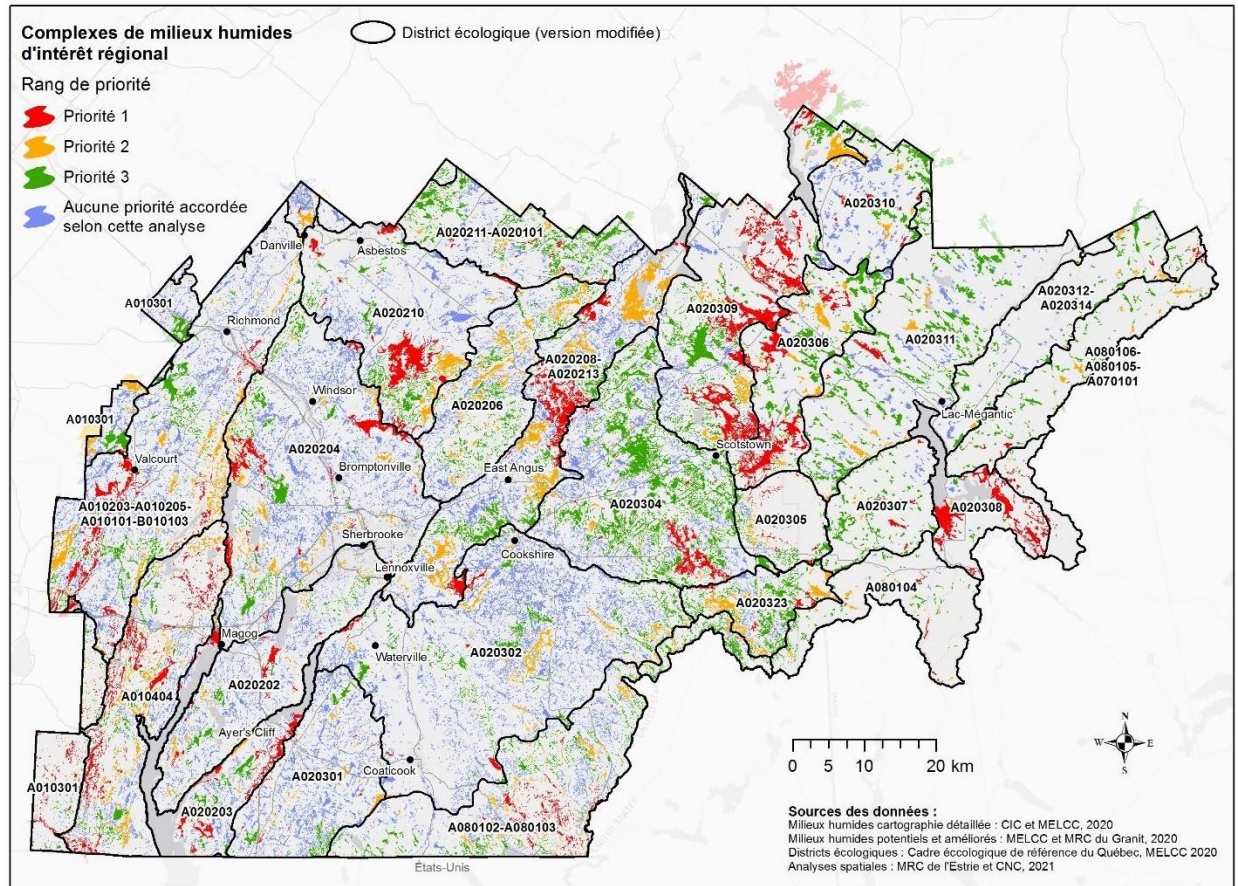 Complexes de milieux humides
d'intérêt régional
District écologique (version modifiée)
Rang de priorité
Priorité 1
Priorité 2
Priorité 3
Aucune priorité accordée
selon cette analyse
A020310
Danville
Asbestos
A020211-A020101
A010301
Richmond
A020210
A020309
A020306
A020311
A020312-
A020314
A020208-
A020213
A080106-
A080105-
A070101
Windsor
A020206
Lac-Mégantic
A010301
Valcourt
A020204
Bromptonville
East Angus
Scotstown
A010203-A010205-
A010101-B010103
A020304
A020305
A020307
A020308
Sherbrooke
Cookshire
Lennoxville
A080104
A020323
Magog
Waterville
A020302
A020202
A010404
Ayer's Cliff
A020301
Coaticook
A010301
A020203
A080102-A080103
États-Unis
N
W E
S
0 5 10 20 km
Sources des données :
Milieux humides cartographie détaillée : CIC et MELCC, 2020
Milieux humides potentiels et améliorés : MELCC et MRC du Granit, 2020
Districts écologiques : Cadre éccologique de référence du Québec, MELCC 2020
Analyses spatiales : MRC de l'Estrie et CNC, 2021